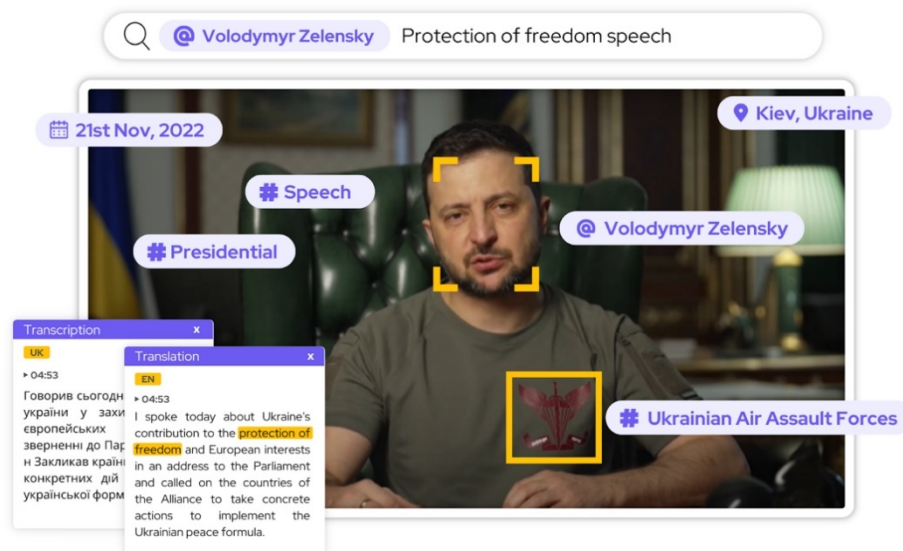 @ Volodymyr Zelensky Protection of freedom speech
21st Nov, 2022
Kiev, Ukraine
# Speech
@ Volodymyr Zelensky
# Presidential
Transcription x
UK
04:53
Говорив сьогодн
україни у захи
європейських
зверненні до Пар
н Закликав країн
конкретних дій
української форм
Translation x
EN
04:53
I spoke today about Ukraine's
contribution to the protection of
freedom and European interests
in an address to the Parliament
and called on the countries of
the Alliance to take concrete
actions to implement the
Ukrainian peace formula.
# Ukrainian Air Assault Forces